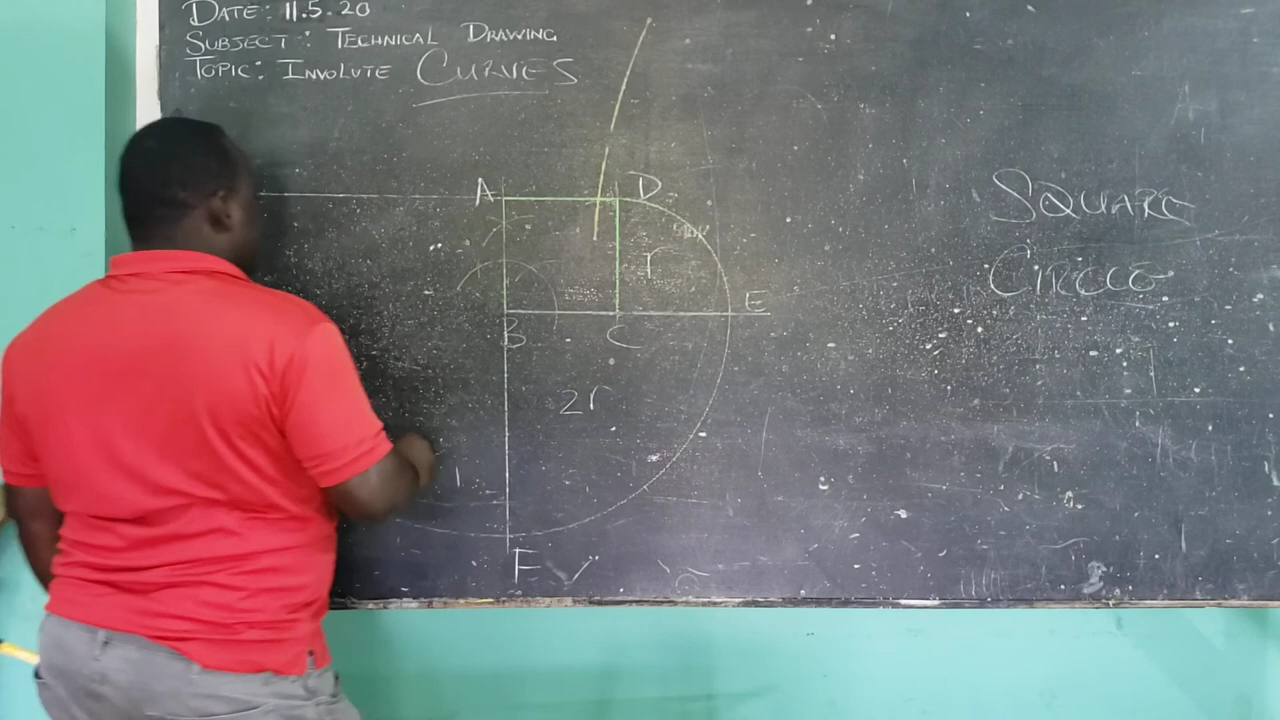 DATE: 11.5.20
SUBJECT: TECHNICAL DRAWING
TOPIC: INVOLUTE CURVES
A D
r
E
B C
2r
F
SQUARE
CIRCLE